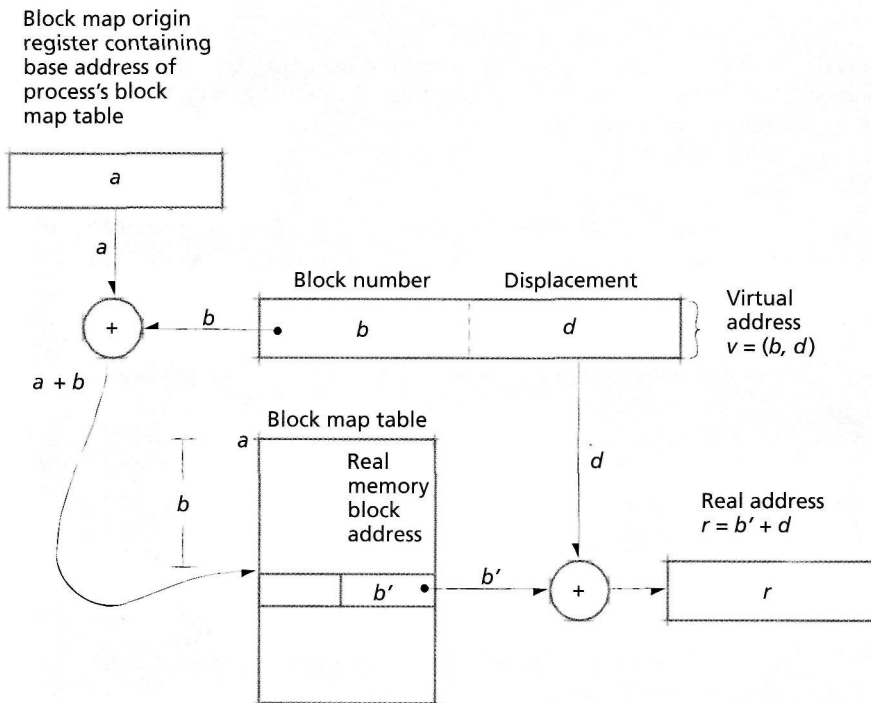 Block map origin
register containing
base address of
process's block
map table
a
a
Block number
Displacement
+
b
b
d
Virtual
address
v = (b, d)
a + b
Block map table
a
b
Real
memory
block
address
d
Real address
r = b′ + d
b′
b′
+
r